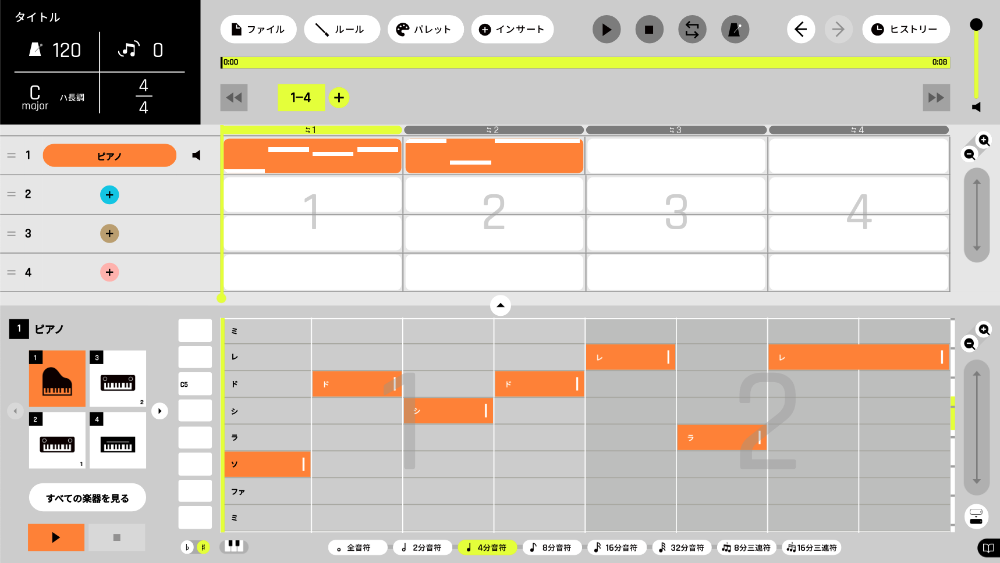 タイトル
120
0
C
major
ハ長調
4
4
ファイル
ルール
パレット
インサート
ヒストリー
0:00
0:08
1–4
1
2
3
4
1
ピアノ
2
3
4
1
2
3
4
1
ピアノ
1
3
2
2
4
1
すべての楽器を見る
C5
ミ
レ
ド
シ
ラ
ソ
ファ
ミ
ド
シ
ド
レ
ラ
レ
1
2
♭
♯
全音符
2分音符
4分音符
8分音符
16分音符
32分音符
8分三連符
16分三連符